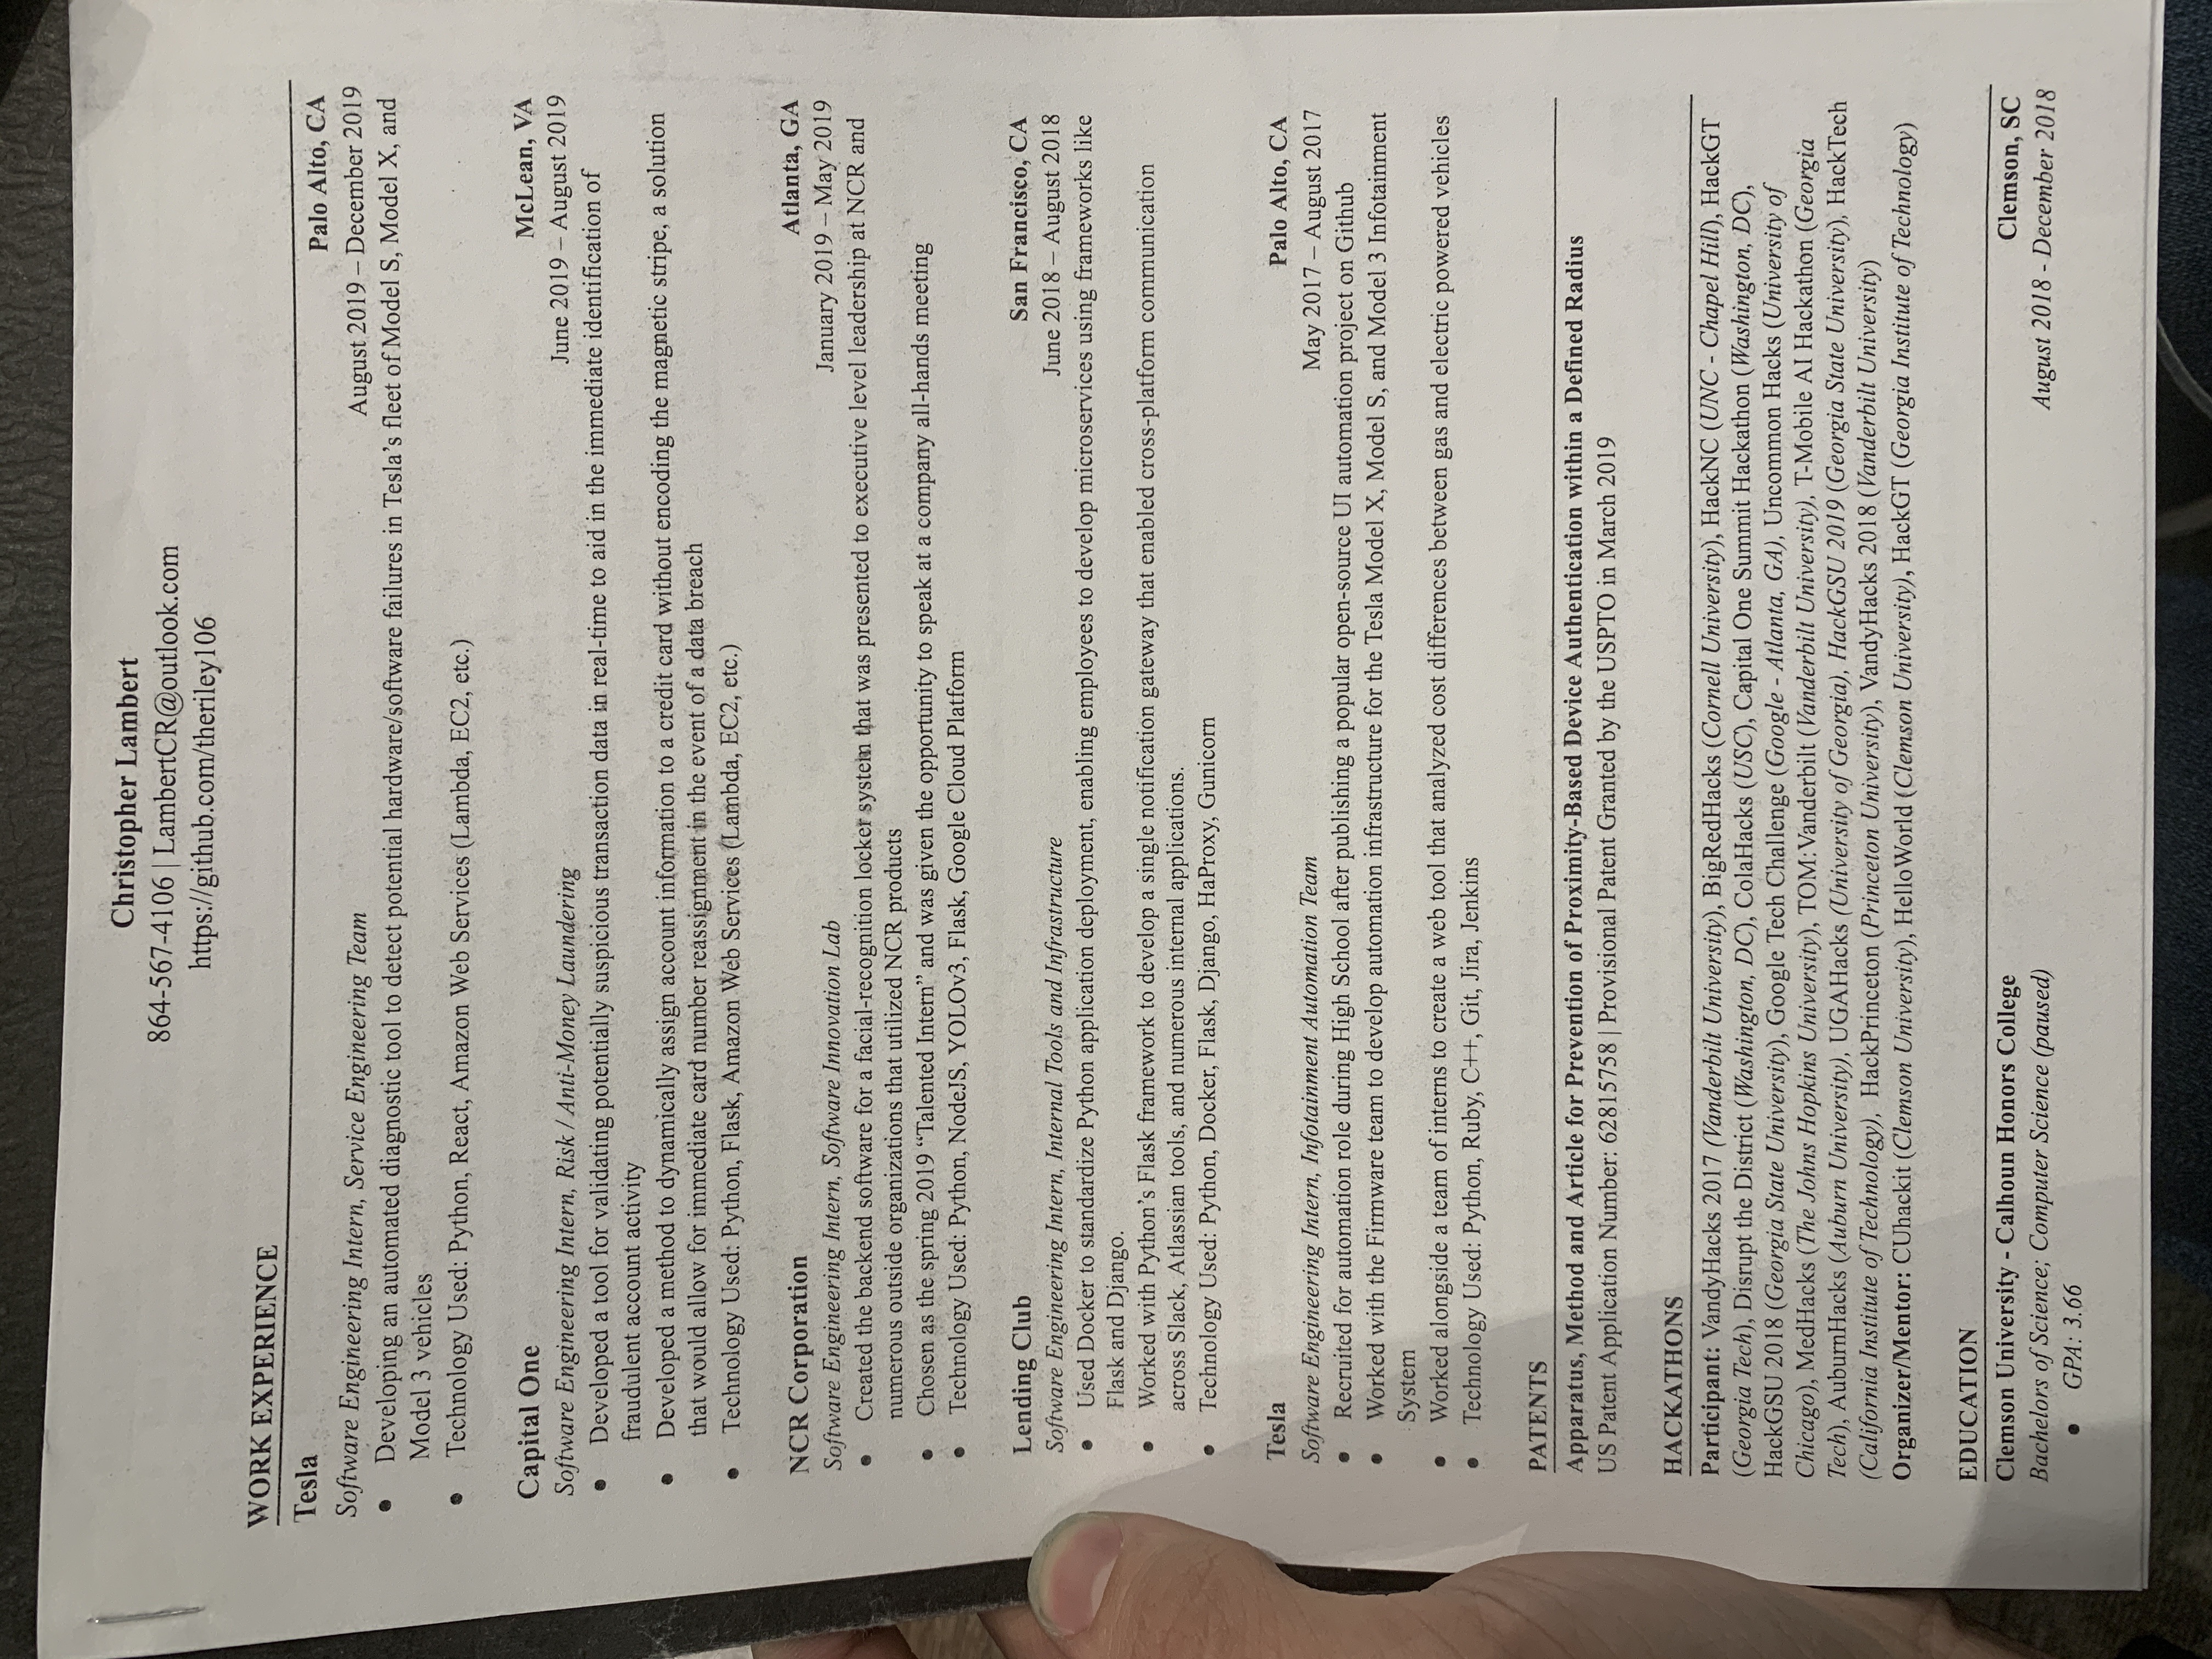 Christopher Lambert
864-567-4106 | LambertCR@outlook.com
https://github.com/theriley106
WORK EXPERIENCE
Tesla
Palo Alto, CA
Software Engineering Intern, Service Engineering Team
August 2019 – December 2019
● Developing an automated diagnostic tool to detect potential hardware/software failures in Tesla's fleet of Model S, Model X, and
Model 3 vehicles
● Technology Used: Python, React, Amazon Web Services (Lambda, EC2, etc.)
Capital One
McLean, VA
Software Engineering Intern, Risk / Anti-Money Laundering
June 2019 – August 2019
● Developed a tool for validating potentially suspicious transaction data in real-time to aid in the immediate identification of
fraudulent account activity
● Developed a method to dynamically assign account information to a credit card without encoding the magnetic stripe, a solution
that would allow for immediate card number reassignment in the event of a data breach
● Technology Used: Python, Flask, Amazon Web Services (Lambda, EC2, etc.)
NCR Corporation
Atlanta, GA
Software Engineering Intern, Software Innovation Lab
January 2019 – May 2019
● Created the backend software for a facial-recognition locker system that was presented to executive level leadership at NCR and
numerous outside organizations that utilized NCR products
● Chosen as the spring 2019 “Talented Intern” and was given the opportunity to speak at a company all-hands meeting
● Technology Used: Python, NodeJS, YOLOv3, Flask, Google Cloud Platform
Lending Club
San Francisco, CA
Software Engineering Intern, Internal Tools and Infrastructure
June 2018 – August 2018
● Used Docker to standardize Python application deployment, enabling employees to develop microservices using frameworks like
Flask and Django.
● Worked with Python's Flask framework to develop a single notification gateway that enabled cross-platform communication
across Slack, Atlassian tools, and numerous internal applications.
● Technology Used: Python, Docker, Flask, Django, HaProxy, Gunicorn
Tesla
Palo Alto, CA
Software Engineering Intern, Infotainment Automation Team
May 2017 – August 2017
● Recruited for automation role during High School after publishing a popular open-source UI automation project on Github
● Worked with the Firmware team to develop automation infrastructure for the Tesla Model X, Model S, and Model 3 Infotainment
System
● Worked alongside a team of interns to create a web tool that analyzed cost differences between gas and electric powered vehicles
● Technology Used: Python, Ruby, C++, Git, Jira, Jenkins
PATENTS
Apparatus, Method and Article for Prevention of Proximity-Based Device Authentication within a Defined Radius
US Patent Application Number: 62815758 | Provisional Patent Granted by the USPTO in March 2019
HACKATHONS
Participant: VandyHacks 2017 (Vanderbilt University), BigRedHacks (Cornell University), HackNC (UNC - Chapel Hill), HackGT
(Georgia Tech), Disrupt the District (Washington, DC), ColaHacks (USC), Capital One Summit Hackathon (Washington, DC),
HackGSU 2018 (Georgia State University), Google Tech Challenge (Google - Atlanta, GA), Uncommon Hacks (University of
Chicago), MedHacks (The Johns Hopkins University), TOM:Vanderbilt (Vanderbilt University), T-Mobile AI Hackathon (Georgia
Tech), AuburnHacks (Auburn University), UGAHacks (University of Georgia), HackGSU 2019 (Georgia State University), HackTech
(California Institute of Technology), HackPrinceton (Princeton University), VandyHacks 2018 (Vanderbilt University)
Organizer/Mentor: CUhackit (Clemson University), HelloWorld (Clemson University), HackGT (Georgia Institute of Technology)
EDUCATION
Clemson University - Calhoun Honors College
Clemson, SC
Bachelors of Science; Computer Science (paused)
August 2018 - December 2018
● GPA: 3.66